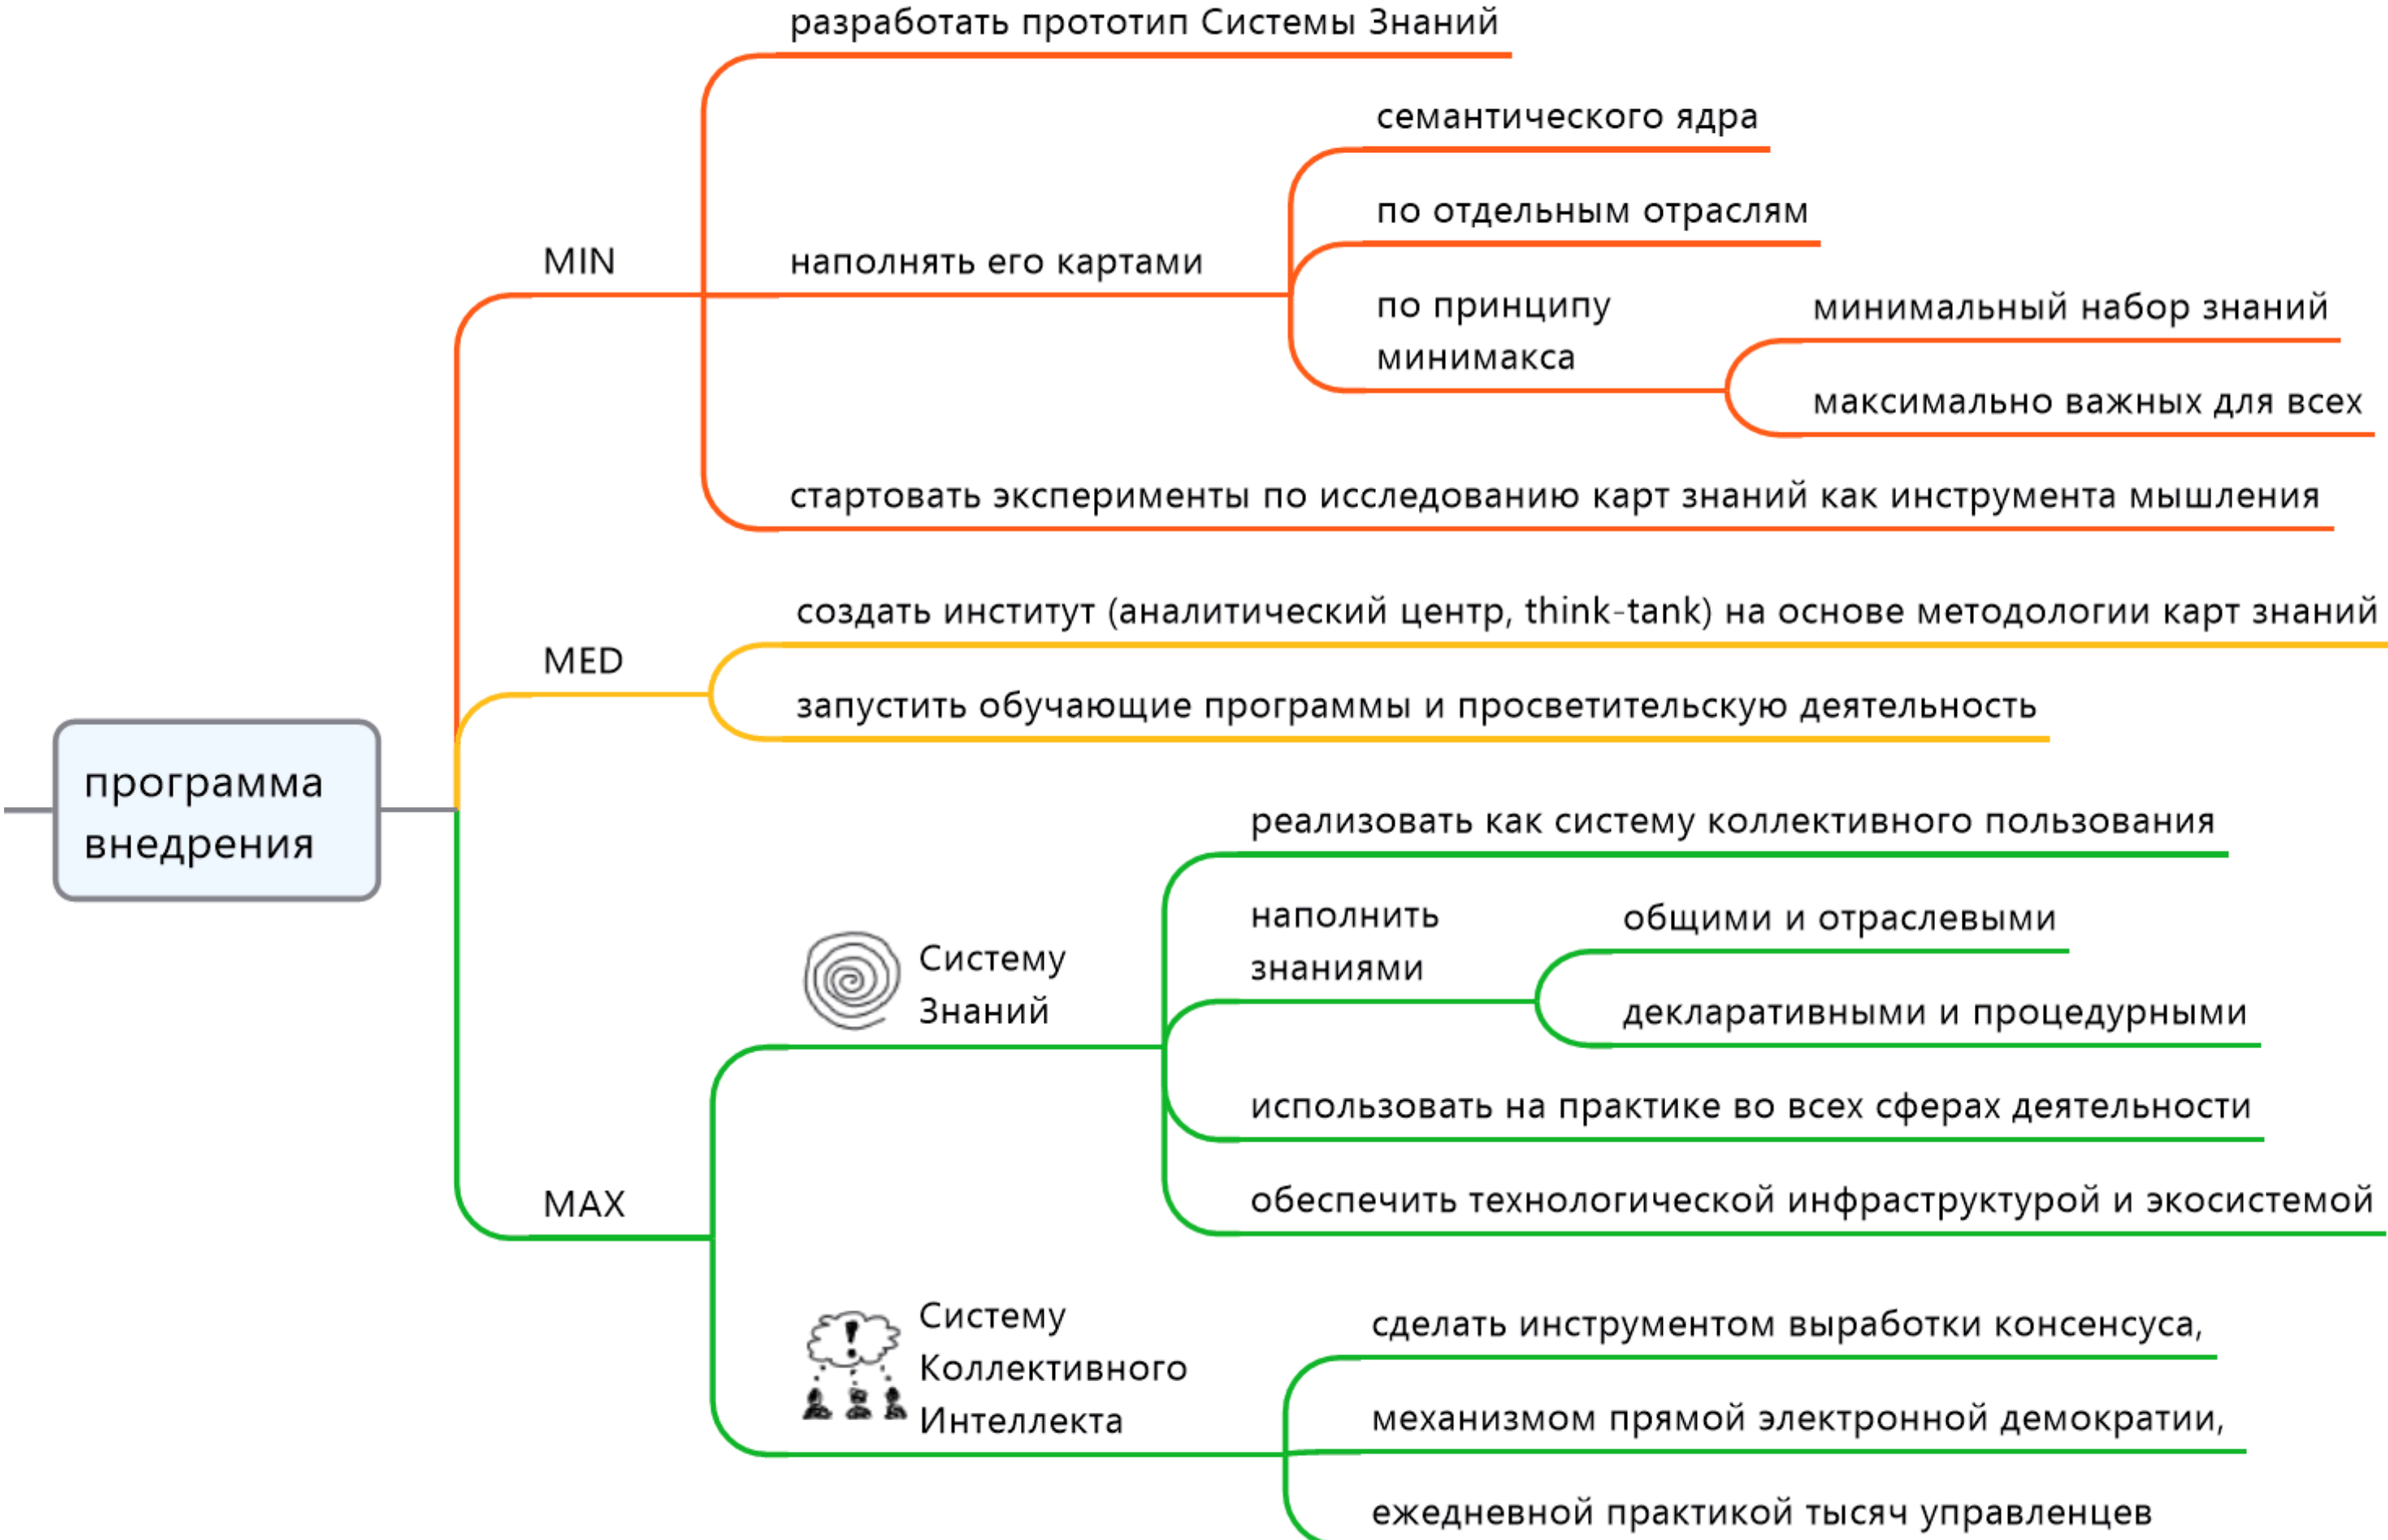 разработать прототип Системы Знаний
семантического ядра
по отдельным отраслям
MIN
наполнять его картами
по принципу
минимакса
минимальный набор знаний
максимально важных для всех
стартовать эксперименты по исследованию карт знаний как инструмента мышления
создать институт (аналитический центр, think-tank) на основе методологии карт знаний
MED
запустить обучающие программы и просветительскую деятельность
программа
внедрения
реализовать как систему коллективного пользования
наполнить
знаниями
общими и отраслевыми
декларативными и процедурными
Систему
Знаний
использовать на практике во всех сферах деятельности
обеспечить технологической инфраструктурой и экосистемой
MAX
Систему
Коллективного
Интеллекта
сделать инструментом выработки консенсуса,
механизмом прямой электронной демократии,
ежедневной практикой тысяч управленцев